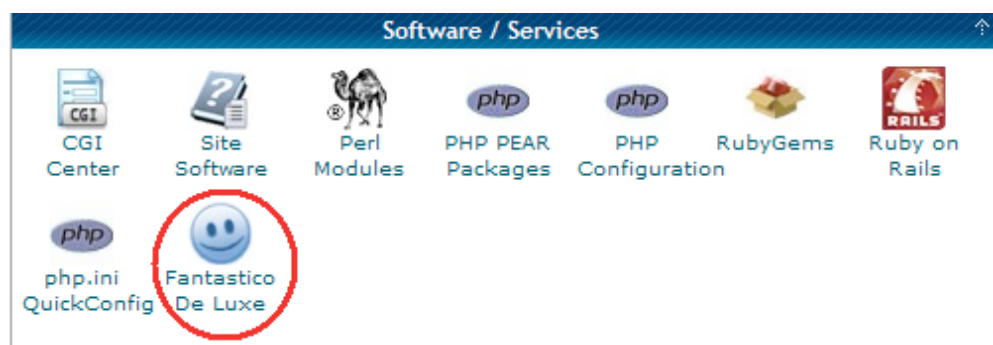 Software / Services
CGI
CGI
Center
Site
Software
®
Perl
Modules
php
PHP PEAR
Packages
php
PHP
Configuration
RubyGems
RAILS
Ruby on
Rails
php
php.ini
QuickConfig
Fantastico
De Luxe